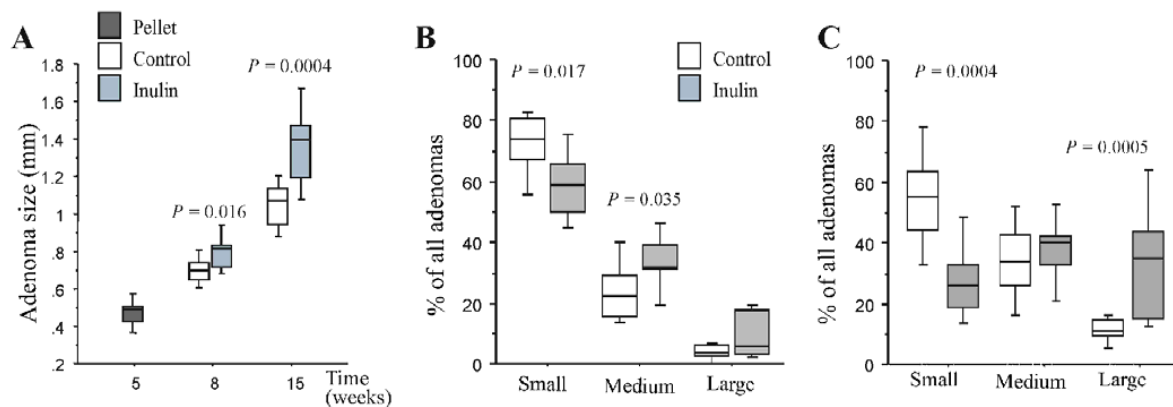 A
Pellet
Control
Inulin
P = 0.0004
P = 0.016
Adenoma size (mm)
1.8
1.6
1.4
1.2
1
.8
.6
.4
.2
5
8
15
Time
(weeks)
B
Control
Inulin
P = 0.017
P = 0.035
% of all adenomas
100
80
60
40
20
0
Small
Medium
Large
C
P = 0.0004
P = 0.0005
% of all adenomas
100
80
60
40
20
0
Small
Medium
Large